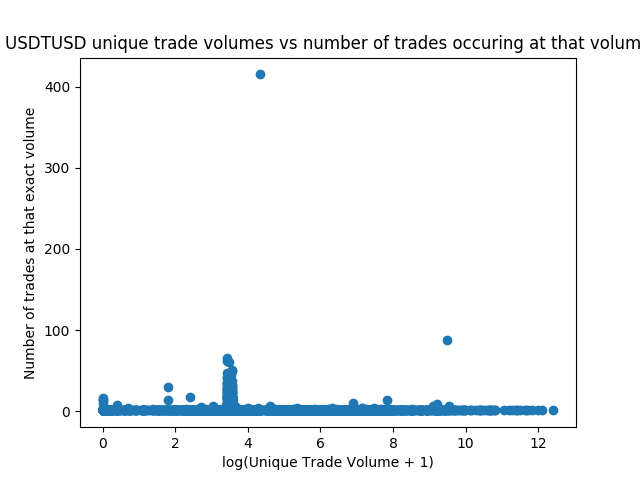 USDTUSD unique trade volumes vs number of trades occuring at that volum
400
300
200
100
0
Number of trades at that exact volume
0 2 4 6 8 10 12
log(Unique Trade Volume + 1)